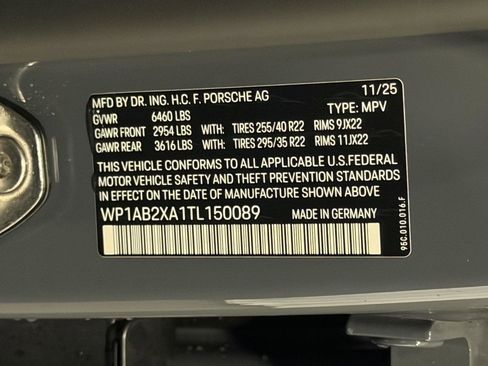 MFD BY DR. ING. H.C. F. PORSCHE AG 11/25
GVWR 6460 LBS TYPE: MPV
GAWR FRONT 2954 LBS WITH: TIRES 255/40 R22 RIMS 9JX22
GAWR REAR 3616 LBS WITH: TIRES 295/35 R22 RIMS 11JX22
THIS VEHICLE CONFORMS TO ALL APPLICABLE U.S.FEDERAL
MOTOR VEHICLE SAFETY AND THEFT PREVENTION STANDARDS
IN EFFECT ON THE DATE OF MANUFACTURE SHOWN ABOVE.
WP1AB2XA1TL150089 MADE IN GERMANY
95C.010.016.F